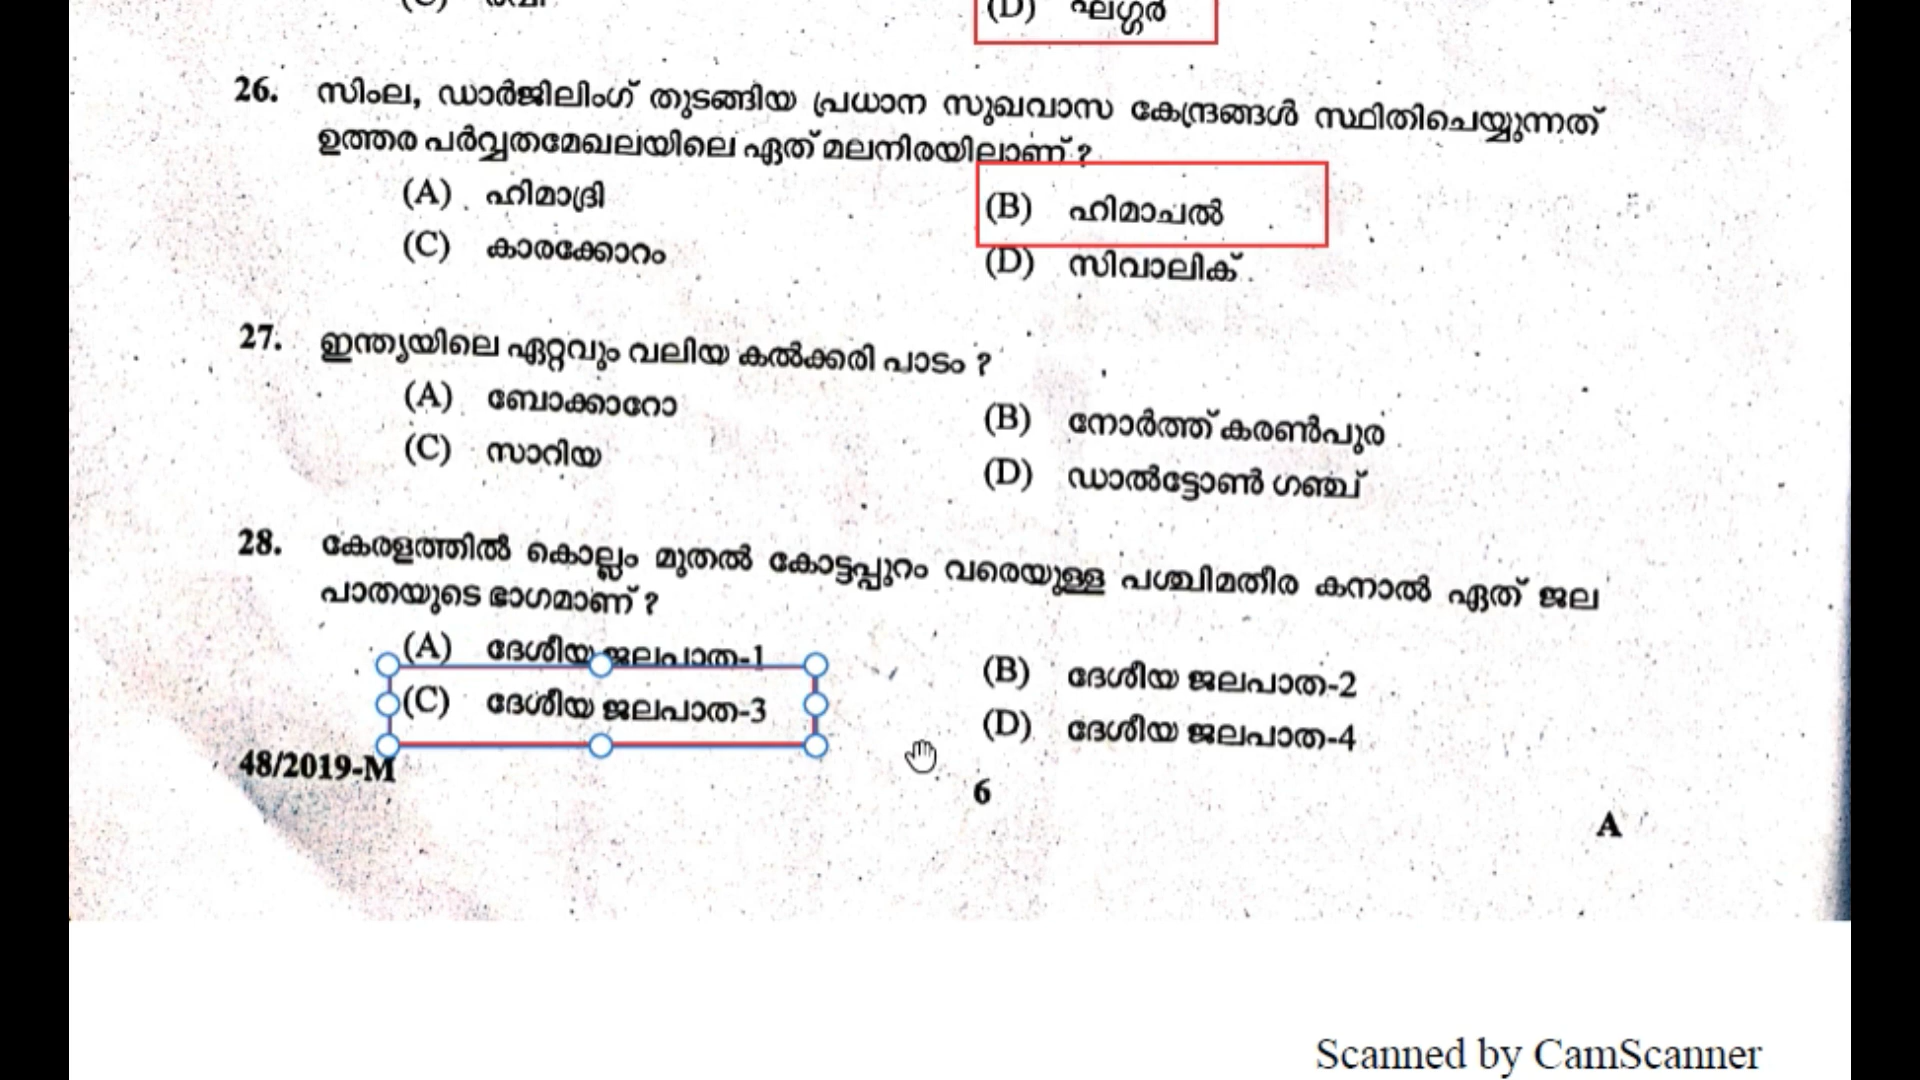 (D) ഘഗ്ഗർ
26. സിംല, ഡാർജിലിംഗ് തുടങ്ങിയ പ്രധാന സുഖവാസ കേന്ദ്രങ്ങൾ സ്ഥിതിചെയ്യുന്നത്
ഉത്തര പർവ്വതമേഖലയിലെ ഏത് മലനിരയിലാണ് ?
(A) ഹിമാദ്രി (B) ഹിമാചൽ
(C) കാരക്കോറം (D) സിവാലിക്
27. ഇന്ത്യയിലെ ഏറ്റവും വലിയ കൽക്കരി പാടം ?
(A) ബോക്കാറോ (B) നോർത്ത് കരൺപുര
(C) സാറിയ (D) ഡാൽട്ടോൺ ഗഞ്ച്
28. കേരളത്തിൽ കൊല്ലം മുതൽ കോട്ടപ്പുറം വരെയുള്ള പശ്ചിമതീര കനാൽ ഏത് ജല
പാതയുടെ ഭാഗമാണ് ?
(A) ദേശീയ ജലപാത-1 (B) ദേശീയ ജലപാത-2
(C) ദേശീയ ജലപാത-3 (D) ദേശീയ ജലപാത-4
48/2019-M 6 A
Scanned by CamScanner